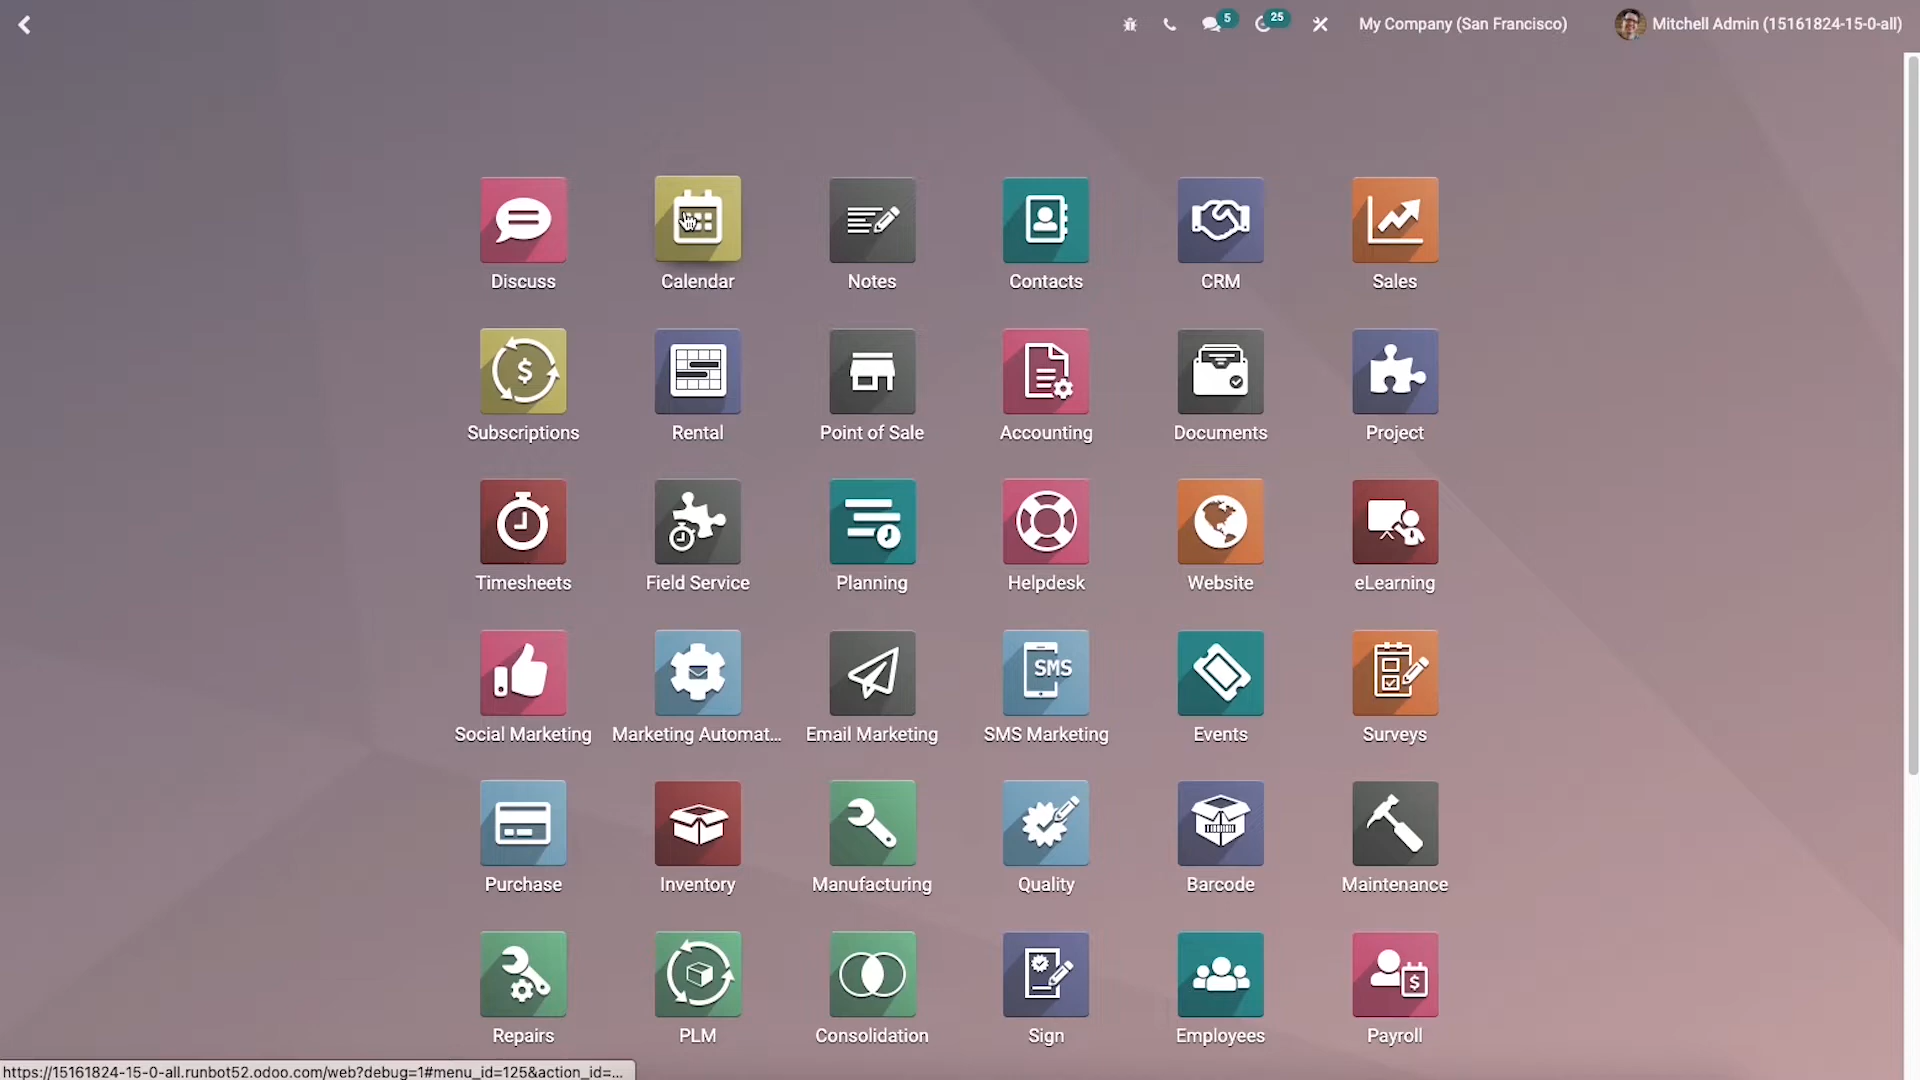 5
25
My Company (San Francisco)
Mitchell Admin (15161824-15-0-all)
Discuss
Calendar
Notes
Contacts
CRM
Sales
$
Subscriptions
Rental
Point of Sale
Accounting
Documents
Project
Timesheets
Field Service
Planning
Helpdesk
Website
eLearning
SMS
Social Marketing
Marketing Automat...
Email Marketing
SMS Marketing
Events
Surveys
Purchase
Inventory
Manufacturing
Quality
Barcode
Maintenance
$
Repairs
PLM
Consolidation
Sign
Employees
Payroll
https://15161824-15-0-all.runbot52.odoo.com/web?debug=1#menu_id=125&action_id=...